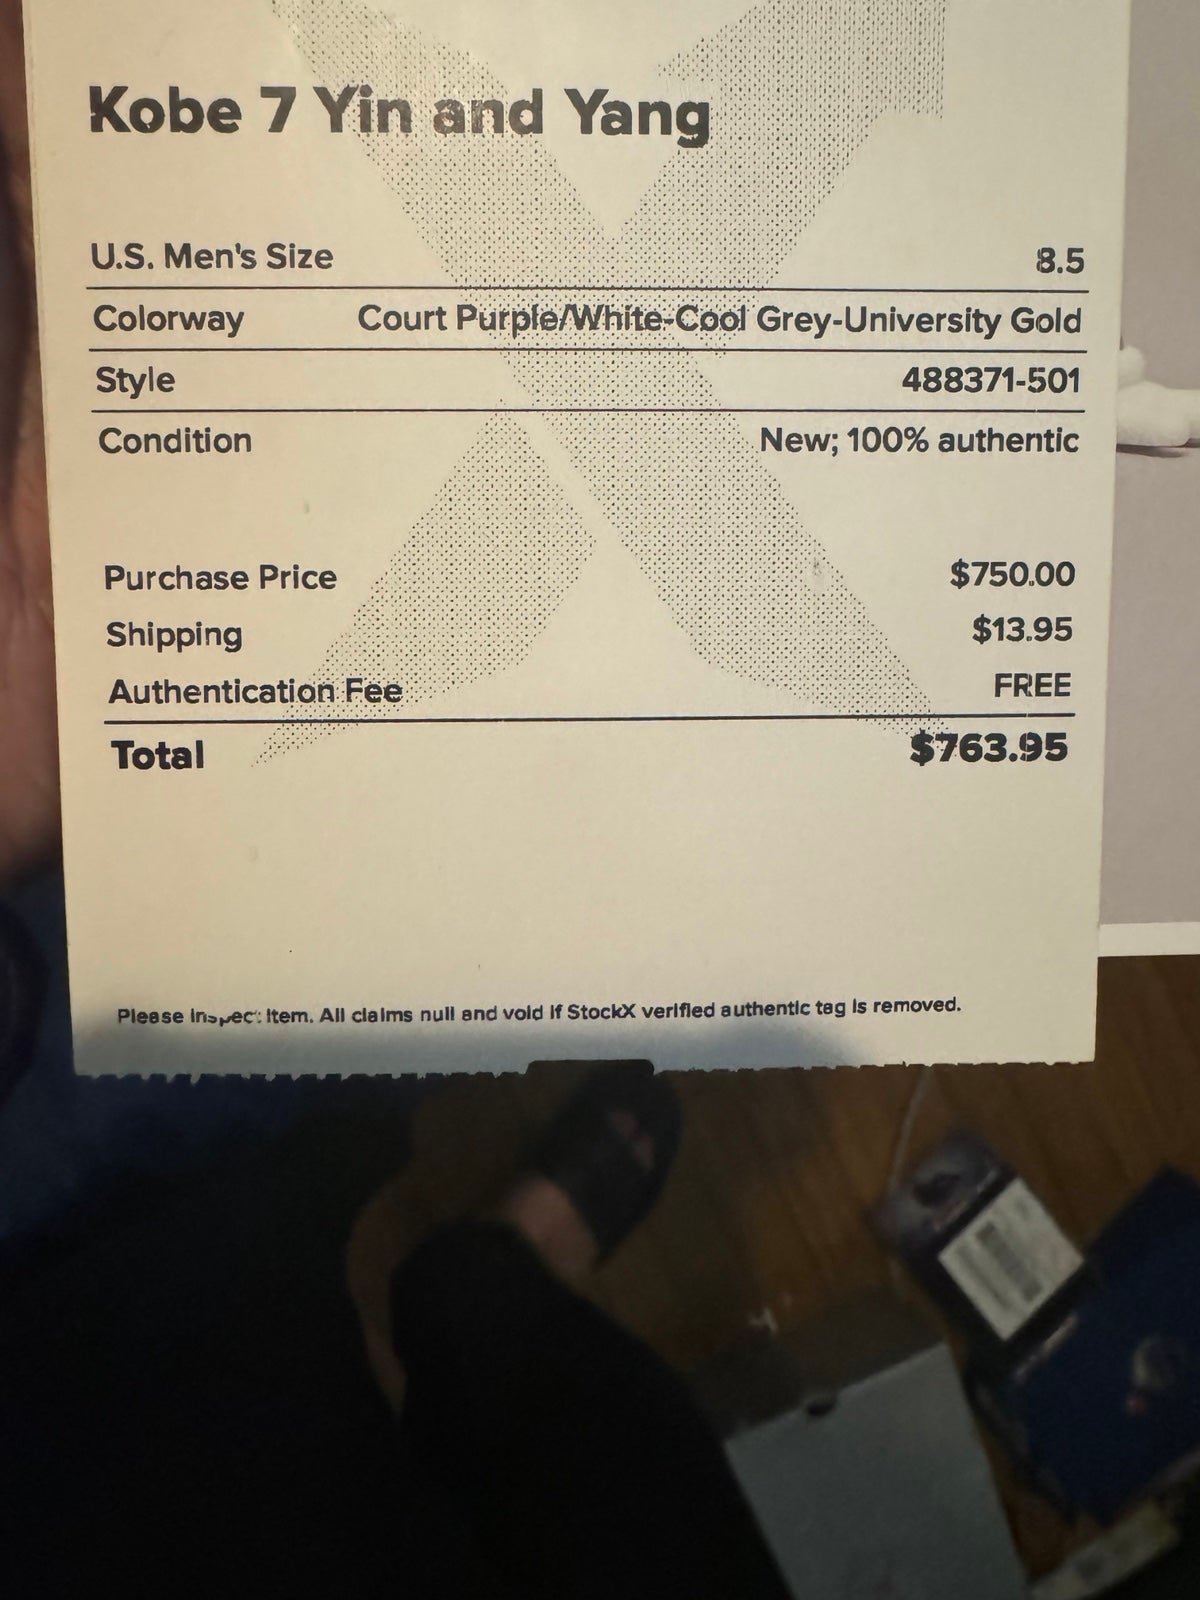 Kobe 7 Yin and Yang
U.S. Men's Size 8.5
Colorway Court Purple/White-Cool Grey-University Gold
Style 488371-501
Condition New; 100% authentic
Purchase Price $750.00
Shipping $13.95
Authentication Fee FREE
Total $763.95
Please Inspect Item. All claims null and void if StockX verified authentic tag is removed.